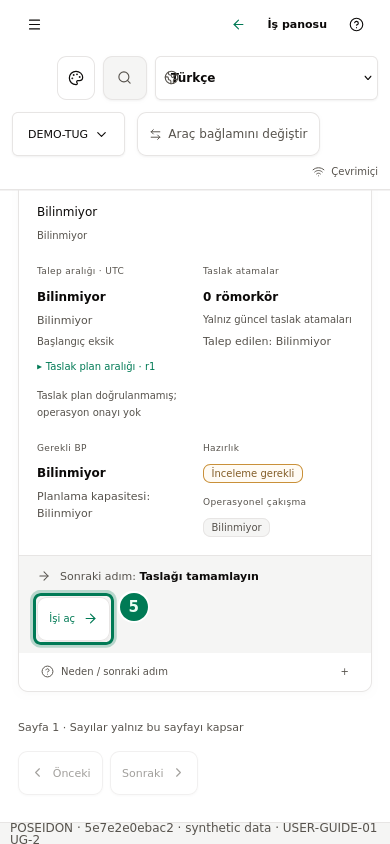 İş panosu
Türkçe
DEMO-TUG
Araç bağlamını değiştir
Çevrimiçi
Bilinmiyor
Bilinmiyor
Talep aralığı · UTC
Bilinmiyor
Bilinmiyor
Başlangıç eksik
▸ Taslak plan aralığı · r1
Taslak plan doğrulanmamış;
operasyon onayı yok
Taslak atamalar
0 römorkör
Yalnız güncel taslak atamaları
Talep edilen: Bilinmiyor
Gerekli BP
Bilinmiyor
Planlama kapasitesi:
Bilinmiyor
Hazırlık
İnceleme gerekli
Operasyonel çakışma
Bilinmiyor
Sonraki adım: Taslağı tamamlayın
İşi aç
5
Neden / sonraki adım +
Sayfa 1 · Sayılar yalnız bu sayfayı kapsar
Önceki
Sonraki
POSEIDON · 5e7e2e0ebac2 · synthetic data · USER-GUIDE-01
UG-2